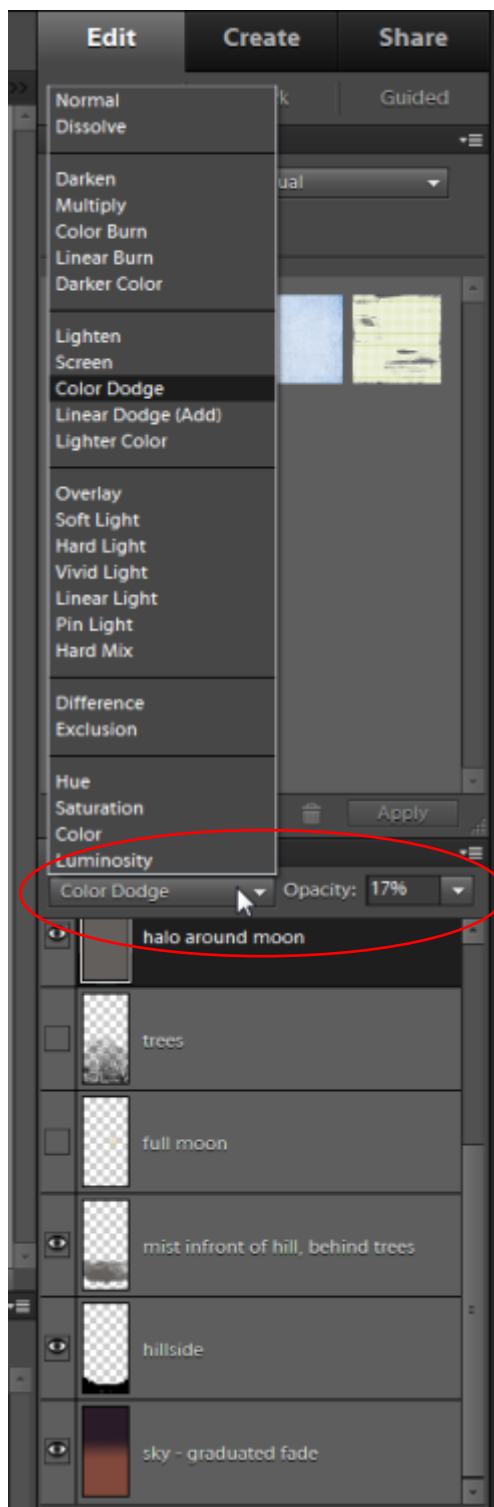 Edit Create Share
k Guided
Normal
Dissolve
ual
Darken
Multiply
Color Burn
Linear Burn
Darker Color
Lighten
Screen
Color Dodge
Linear Dodge (Add)
Lighter Color
Overlay
Soft Light
Hard Light
Vivid Light
Linear Light
Pin Light
Hard Mix
Difference
Exclusion
Hue
Saturation
Color
Luminosity
Apply
Color Dodge Opacity: 17%
halo around moon
trees
full moon
mist infront of hill, behind trees
hillside
sky - graduated fade